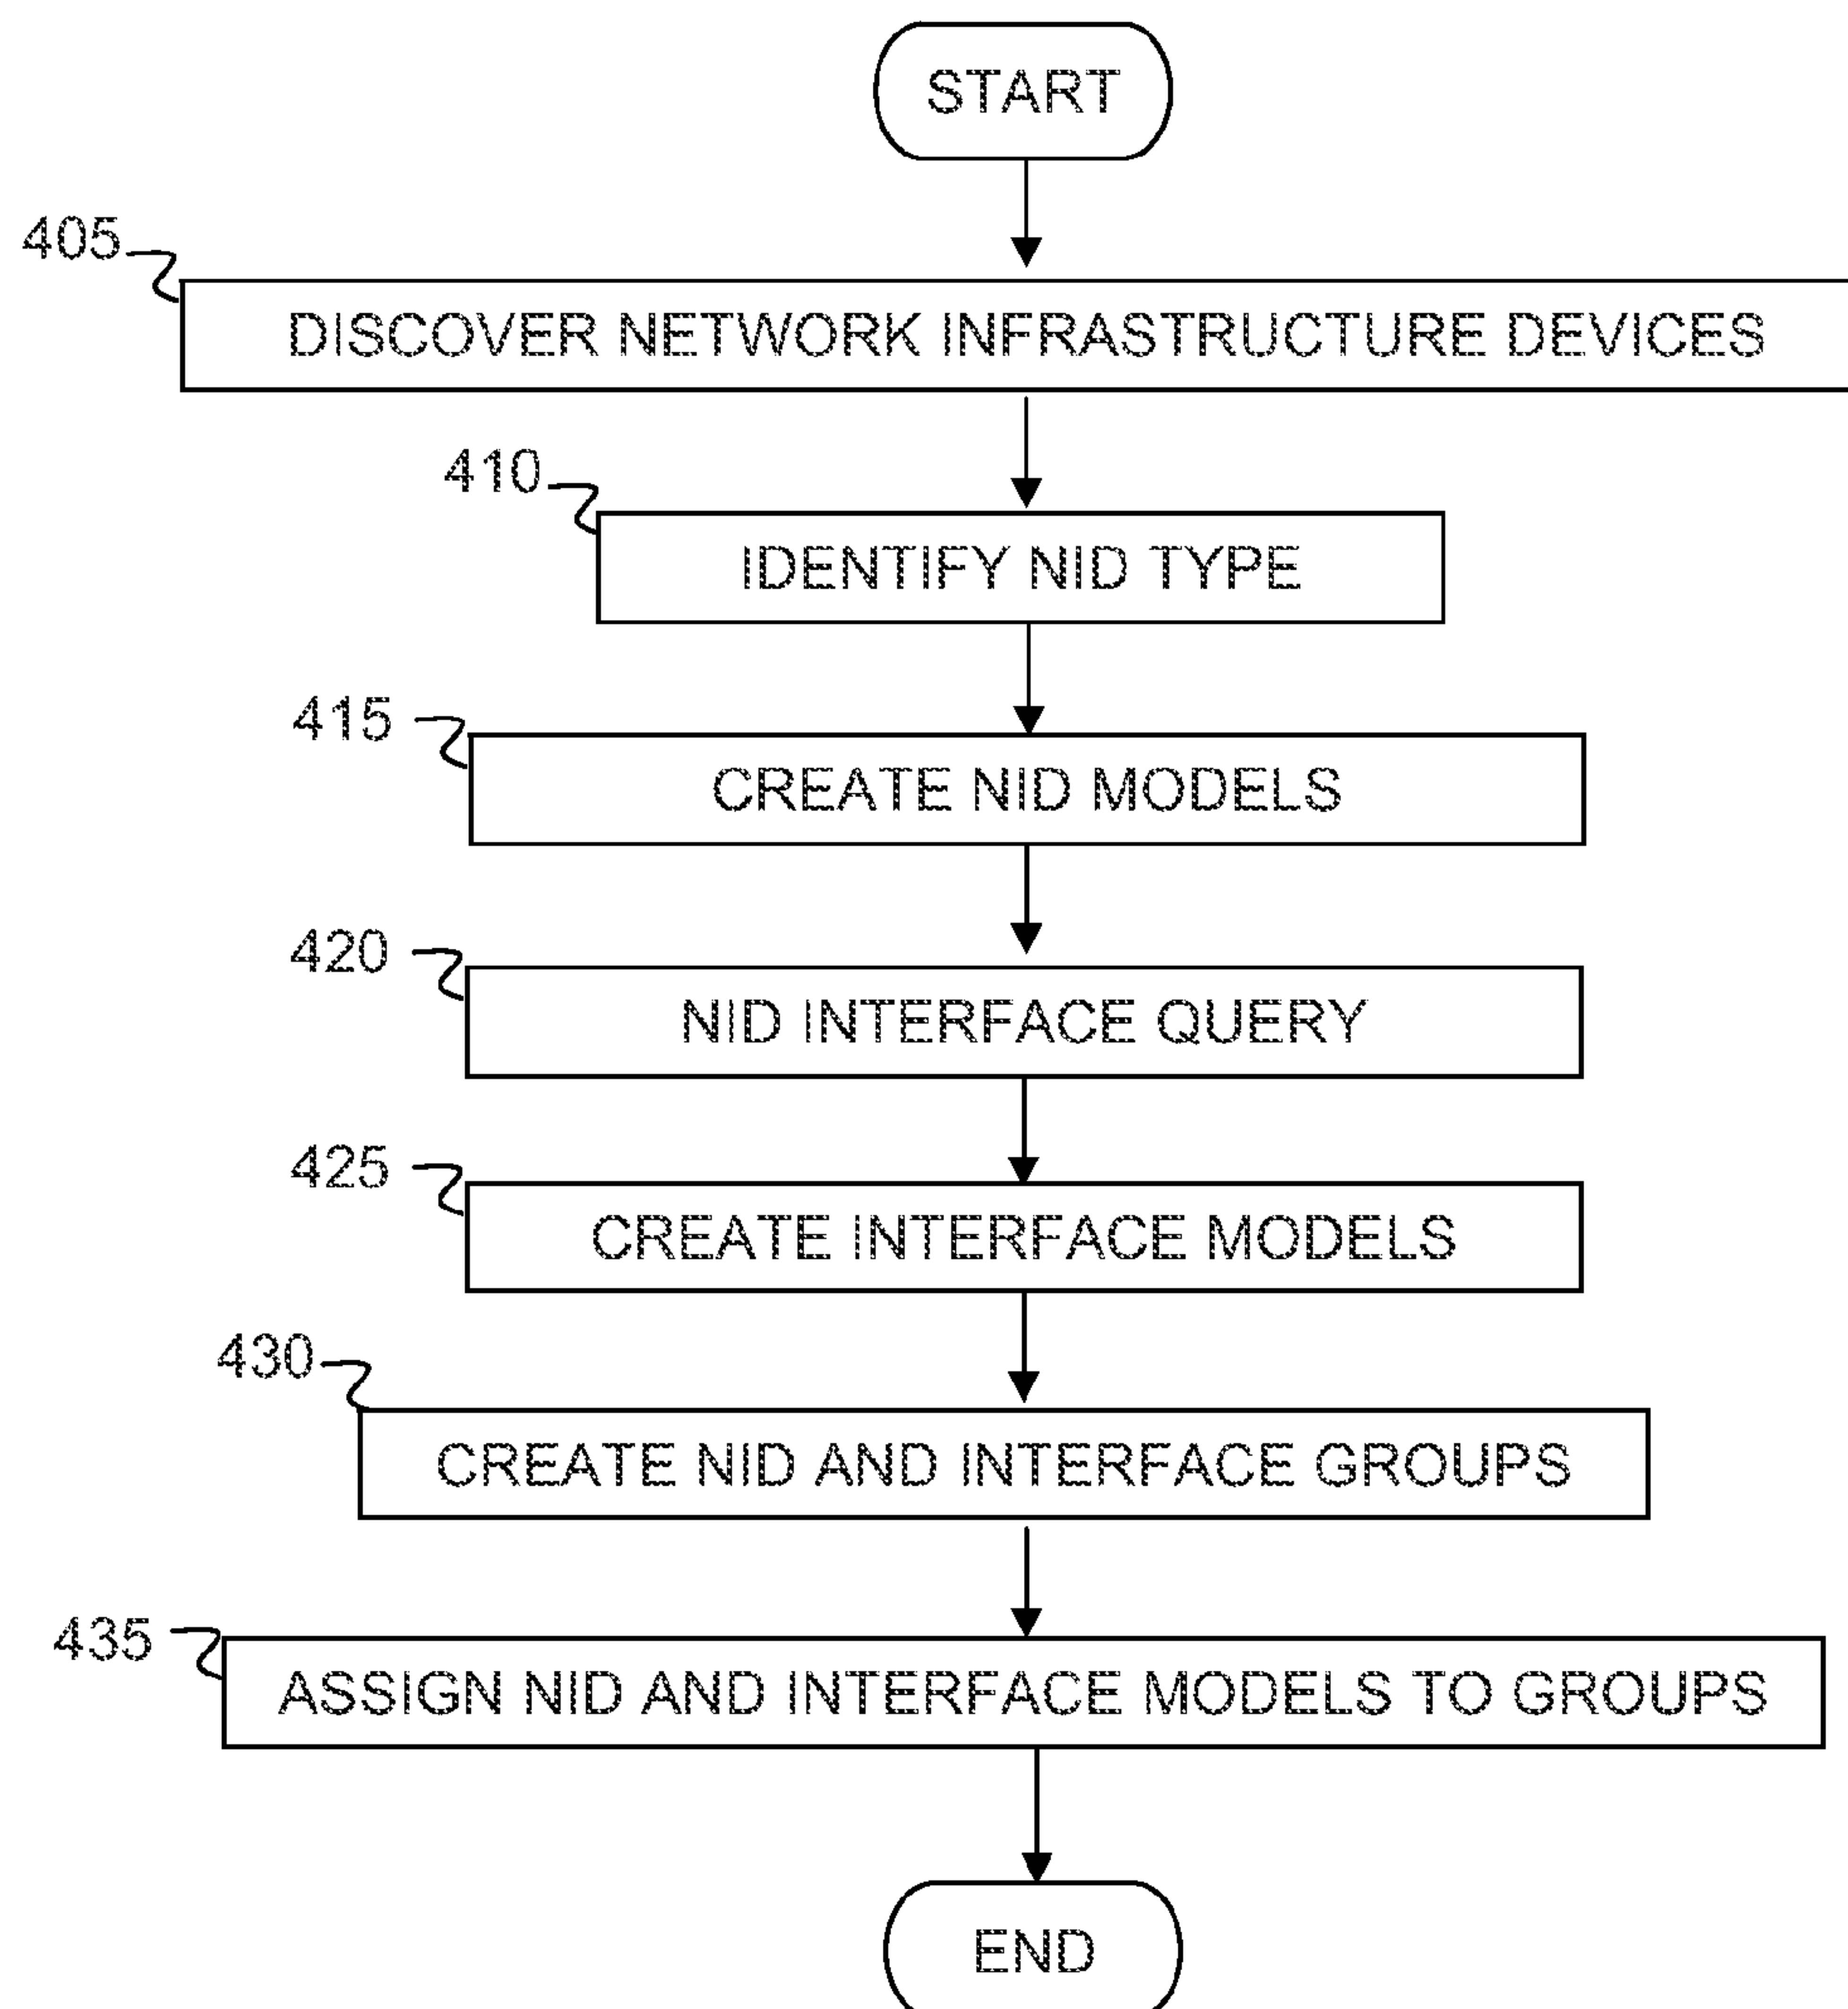 START
405
DISCOVER NETWORK INFRASTRUCTURE DEVICES
410
IDENTIFY NID TYPE
415
CREATE NID MODELS
420
NID INTERFACE QUERY
425
CREATE INTERFACE MODELS
430
CREATE NID AND INTERFACE GROUPS
435
ASSIGN NID AND INTERFACE MODELS TO GROUPS
END